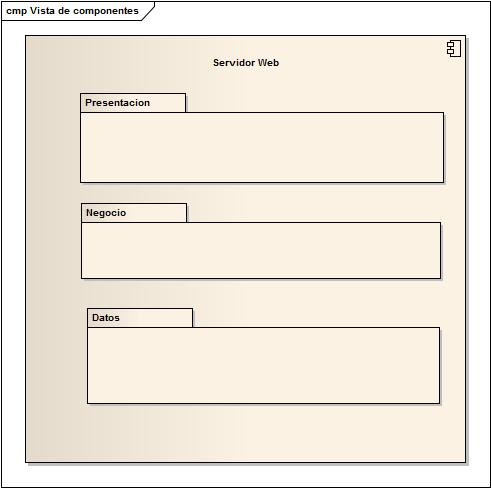 cmp Vista de componentes
Servidor Web
Presentacion
Negocio
Datos